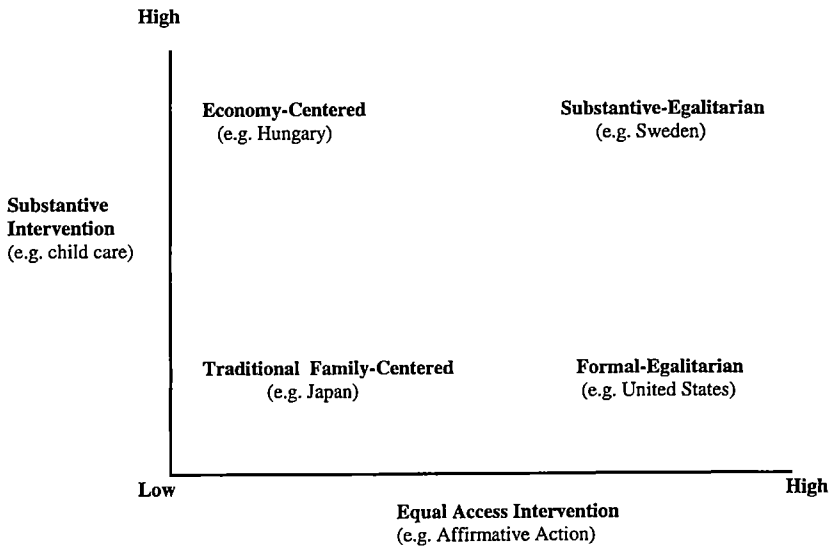 High
Economy-Centered
(e.g. Hungary)
Substantive-Egalitarian
(e.g. Sweden)
Substantive
Intervention
(e.g. child care)
Traditional Family-Centered
(e.g. Japan)
Formal-Egalitarian
(e.g. United States)
Low
High
Equal Access Intervention
(e.g. Affirmative Action)